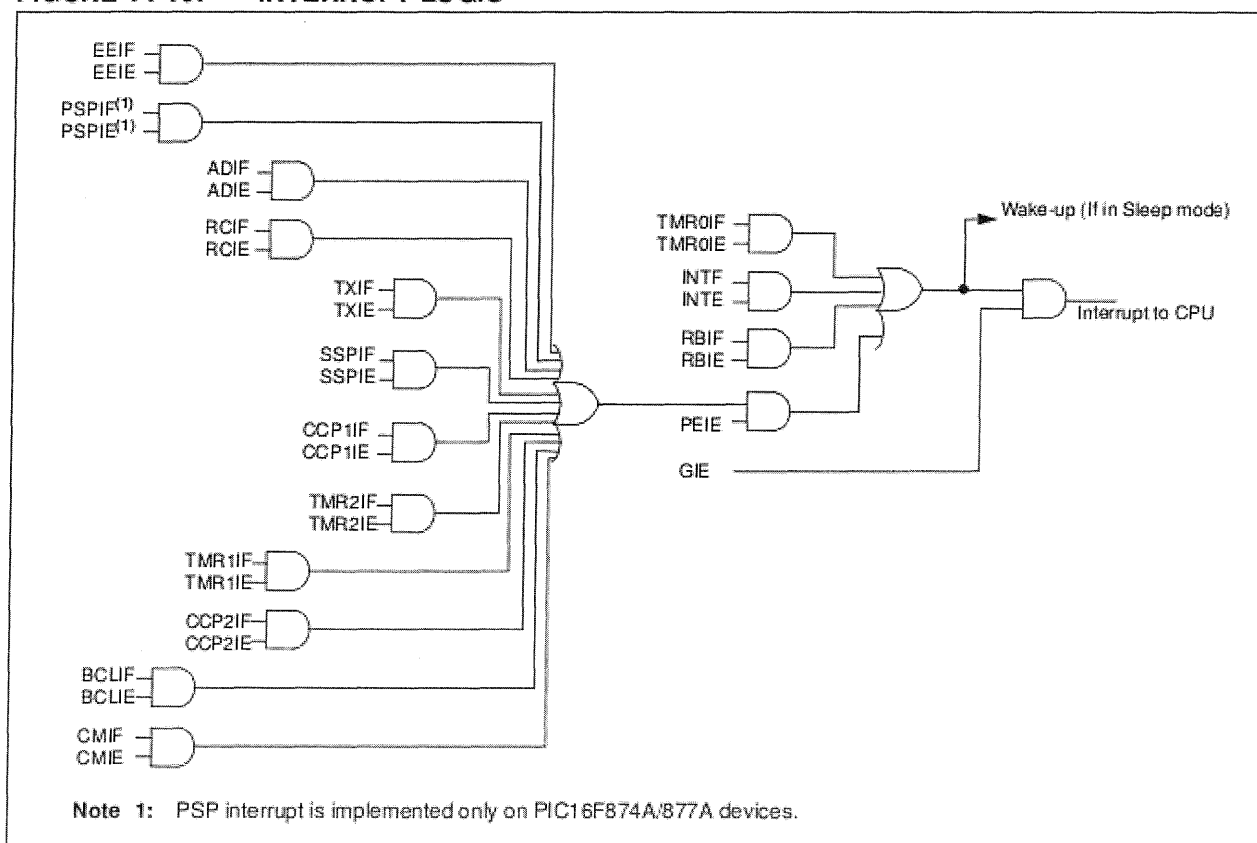 EEIF
EEIE
PSPIF(1)
PSPIE(1)
ADIF
ADIE
RCIF
RCIE
TXIF
TXIE
SSPIF
SSPIE
CCP1IF
CCP1IE
TMR2IF
TMR2IE
TMR1IF
TMR1IE
CCP2IF
CCP2IE
BCLIF
BCLIE
CMIF
CMIE
TMR0IF
TMR0IE
INTF
INTE
RBIF
RBIE
PEIE
GIE
Wake-up (If in Sleep mode)
Interrupt to CPU
Note 1: PSP interrupt is implemented only on PIC16F874A/877A devices.